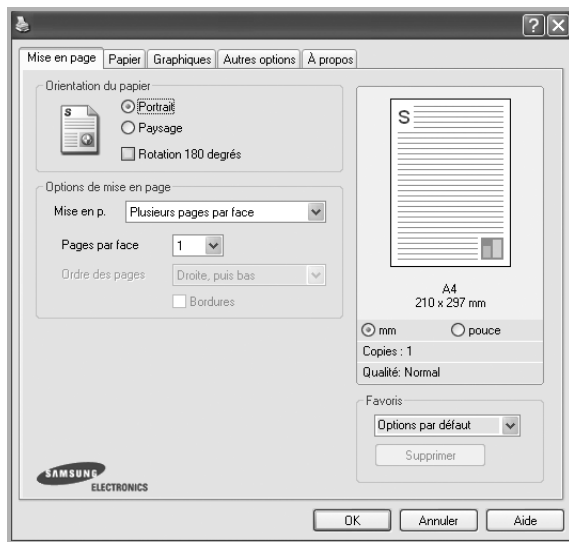 Mise en page Papier Graphiques Autres options À propos
Orientation du papier
S
Portrait
Paysage
Rotation 180 degrés
Options de mise en page
Mise en p. Plusieurs pages par face
Pages par face 1
Ordre des pages Droite, puis bas
Bordures
S
A4
210 x 297 mm
mm pouce
Copies : 1
Qualité: Normal
Favoris
Options par défaut
Supprimer
SAMSUNG
ELECTRONICS
OK Annuler Aide